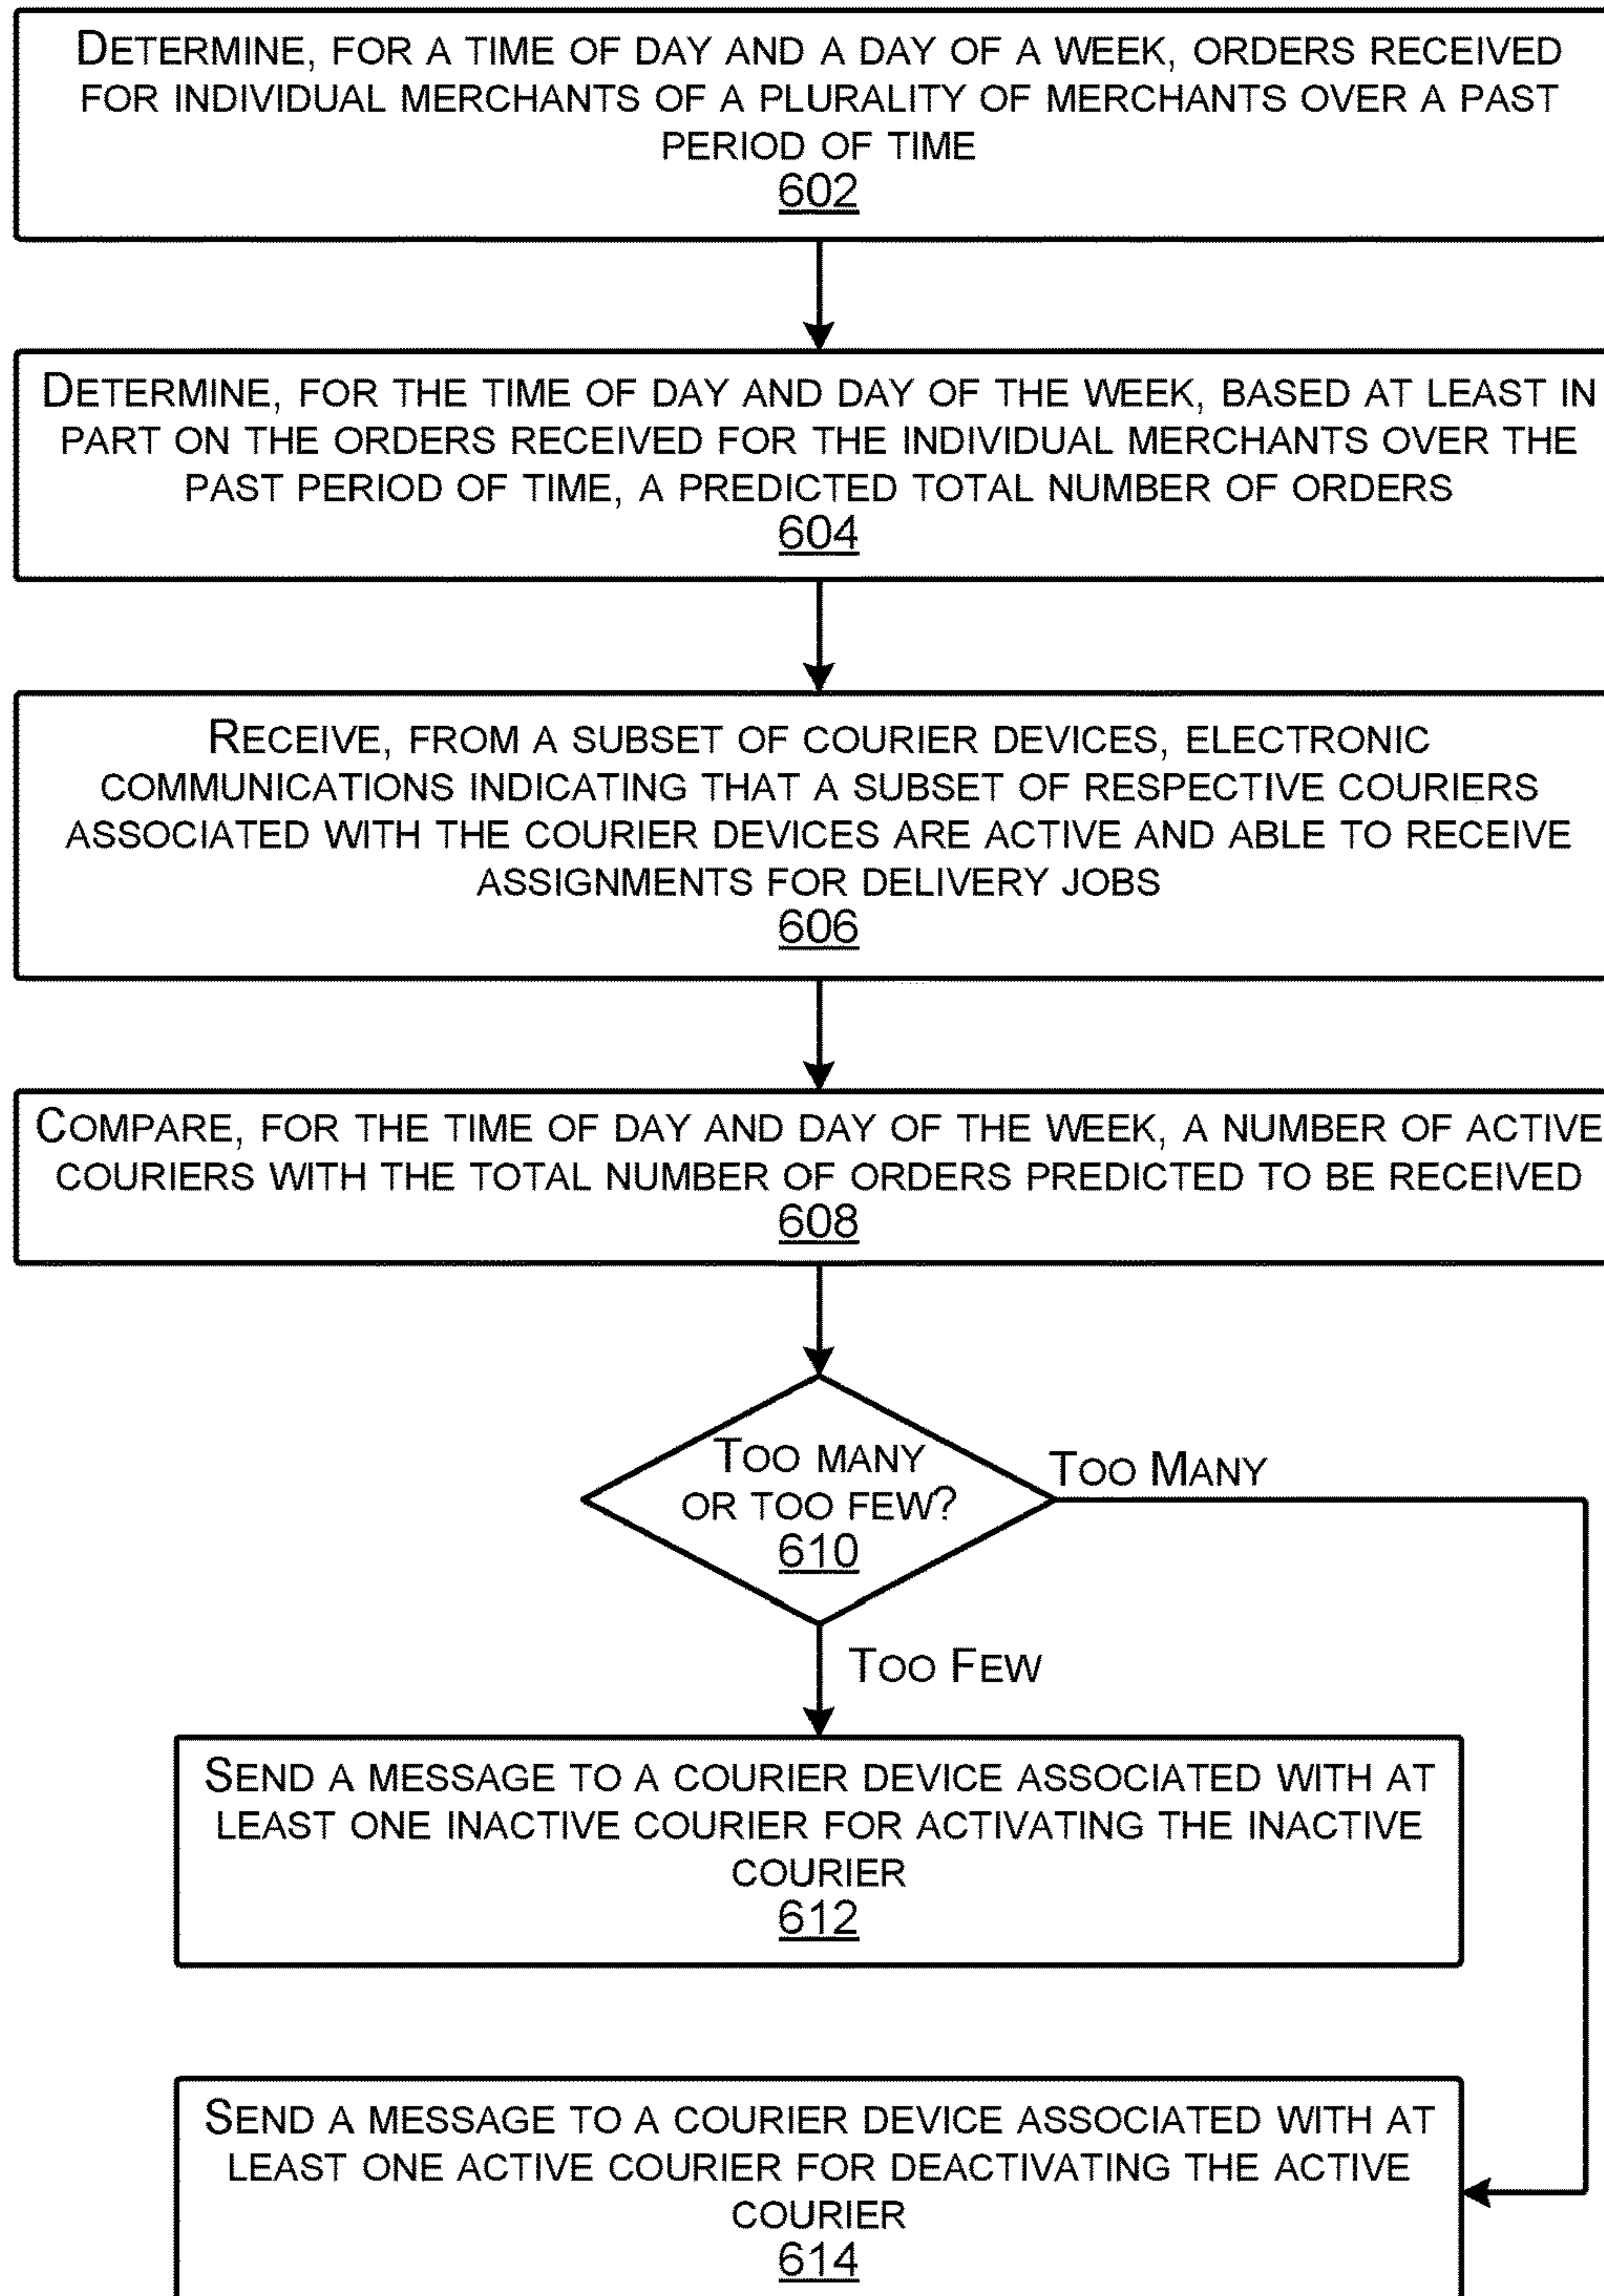 DETERMINE, FOR A TIME OF DAY AND A DAY OF A WEEK, ORDERS RECEIVED
FOR INDIVIDUAL MERCHANTS OF A PLURALITY OF MERCHANTS OVER A PAST
PERIOD OF TIME
602
DETERMINE, FOR THE TIME OF DAY AND DAY OF THE WEEK, BASED AT LEAST IN
PART ON THE ORDERS RECEIVED FOR THE INDIVIDUAL MERCHANTS OVER THE
PAST PERIOD OF TIME, A PREDICTED TOTAL NUMBER OF ORDERS
604
RECEIVE, FROM A SUBSET OF COURIER DEVICES, ELECTRONIC
COMMUNICATIONS INDICATING THAT A SUBSET OF RESPECTIVE COURIERS
ASSOCIATED WITH THE COURIER DEVICES ARE ACTIVE AND ABLE TO RECEIVE
ASSIGNMENTS FOR DELIVERY JOBS
606
COMPARE, FOR THE TIME OF DAY AND DAY OF THE WEEK, A NUMBER OF ACTIVE
COURIERS WITH THE TOTAL NUMBER OF ORDERS PREDICTED TO BE RECEIVED
608
TOO MANY
OR TOO FEW?
610
TOO MANY
TOO FEW
SEND A MESSAGE TO A COURIER DEVICE ASSOCIATED WITH AT
LEAST ONE INACTIVE COURIER FOR ACTIVATING THE INACTIVE
COURIER
612
SEND A MESSAGE TO A COURIER DEVICE ASSOCIATED WITH AT
LEAST ONE ACTIVE COURIER FOR DEACTIVATING THE ACTIVE
COURIER
614